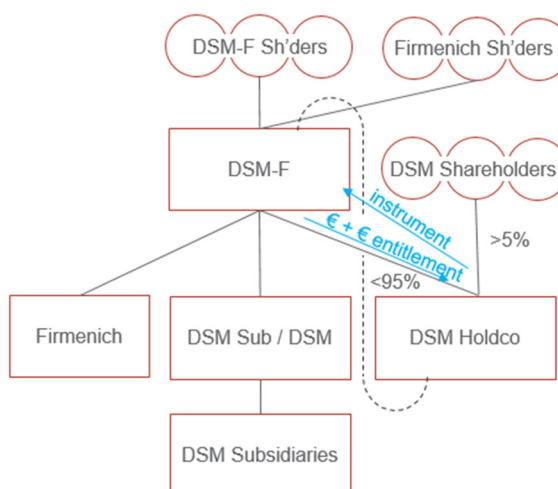 DSM-F Sh'ders
Firmenich Sh'ders
DSM-F
DSM Shareholders
instrument
€ + € entitlement
>5%
<95%
Firmenich
DSM Sub / DSM
DSM Holdco
DSM Subsidiaries